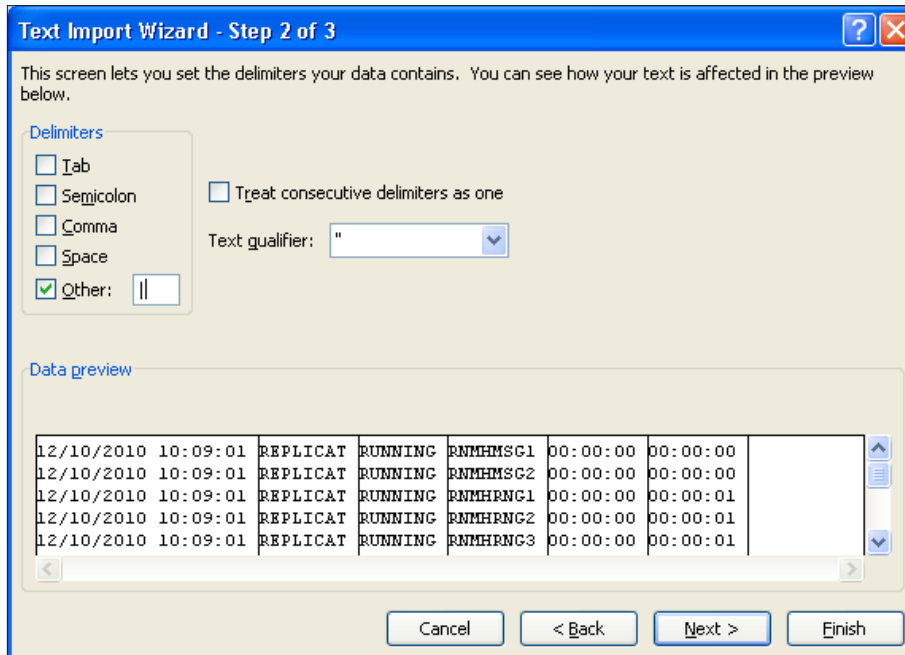 Text Import Wizard - Step 2 of 3
This screen lets you set the delimiters your data contains.  You can see how your text is affected in the preview
below.
Delimiters
Tab
Semicolon
Comma
Space
Other: |
Treat consecutive delimiters as one
Text qualifier: "
Data preview
12/10/2010 10:09:01 REPLICAT RUNNING RNMHMSG1 00:00:00 00:00:00
12/10/2010 10:09:01 REPLICAT RUNNING RNMHMSG2 00:00:00 00:00:00
12/10/2010 10:09:01 REPLICAT RUNNING RNMHRNG1 00:00:00 00:00:01
12/10/2010 10:09:01 REPLICAT RUNNING RNMHRNG2 00:00:00 00:00:01
12/10/2010 10:09:01 REPLICAT RUNNING RNMHRNG3 00:00:00 00:00:01
Cancel < Back Next > Finish